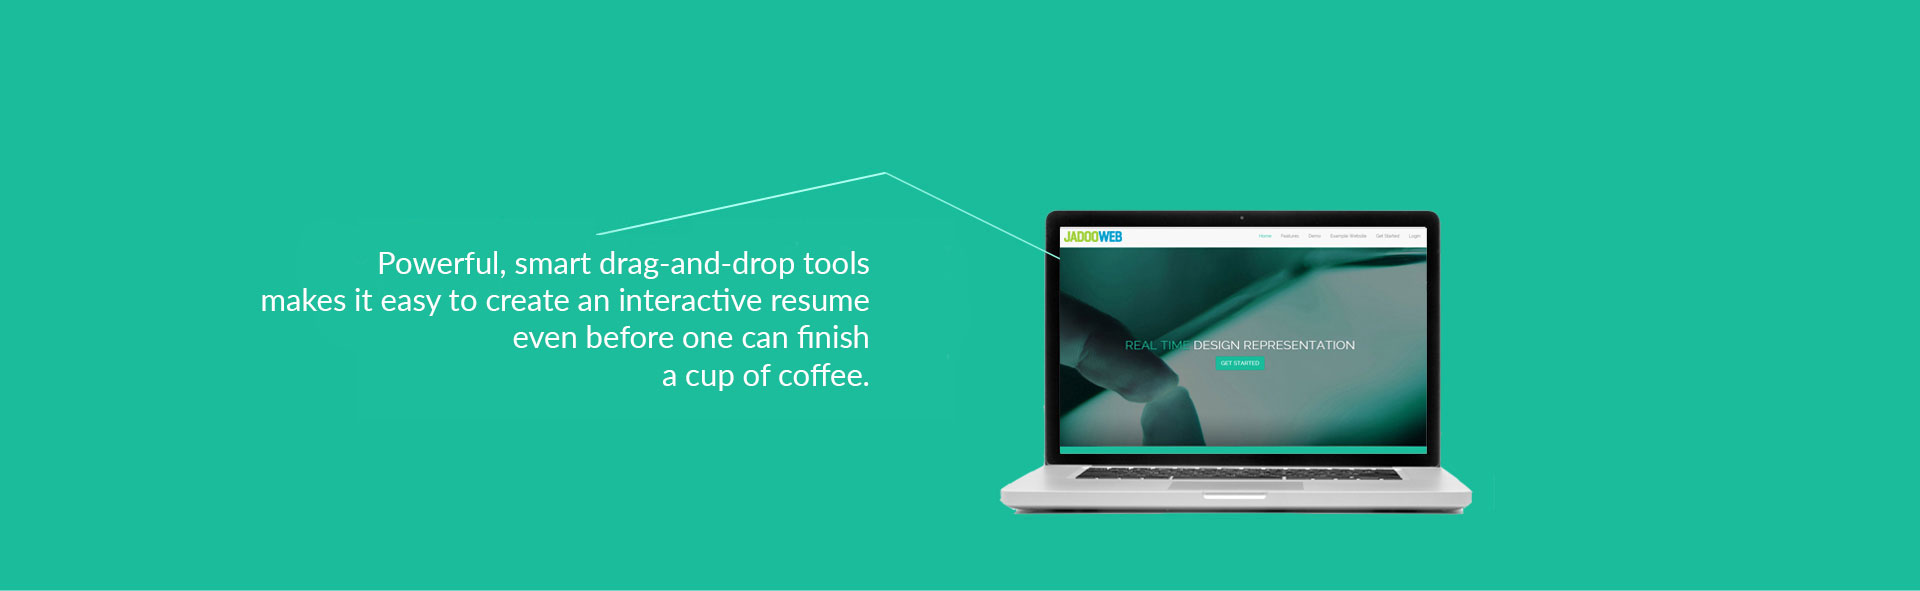 Powerful, smart drag-and-drop tools
makes it easy to create an interactive resume
even before one can finish
a cup of coffee.
JADOOWEB
Home Features Demo Example Website Get Started Login
REAL TIME DESIGN REPRESENTATION
GET STARTED